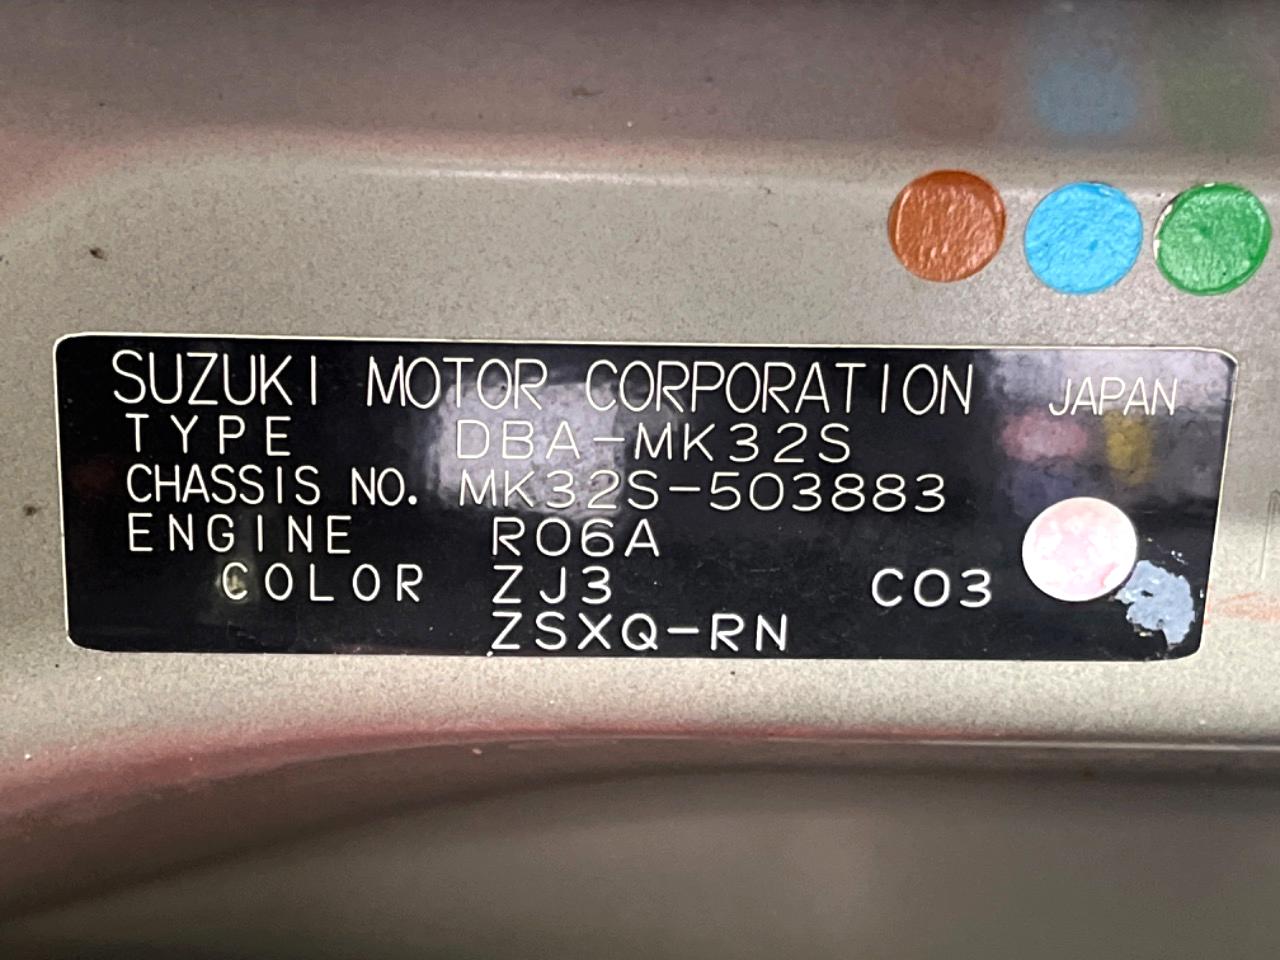 SUZUKI MOTOR CORPORATION JAPAN
TYPE DBA-MK32S
CHASSIS NO. MK32S-503883
ENGINE R06A
COLOR ZJ3 C03
ZSXQ-RN